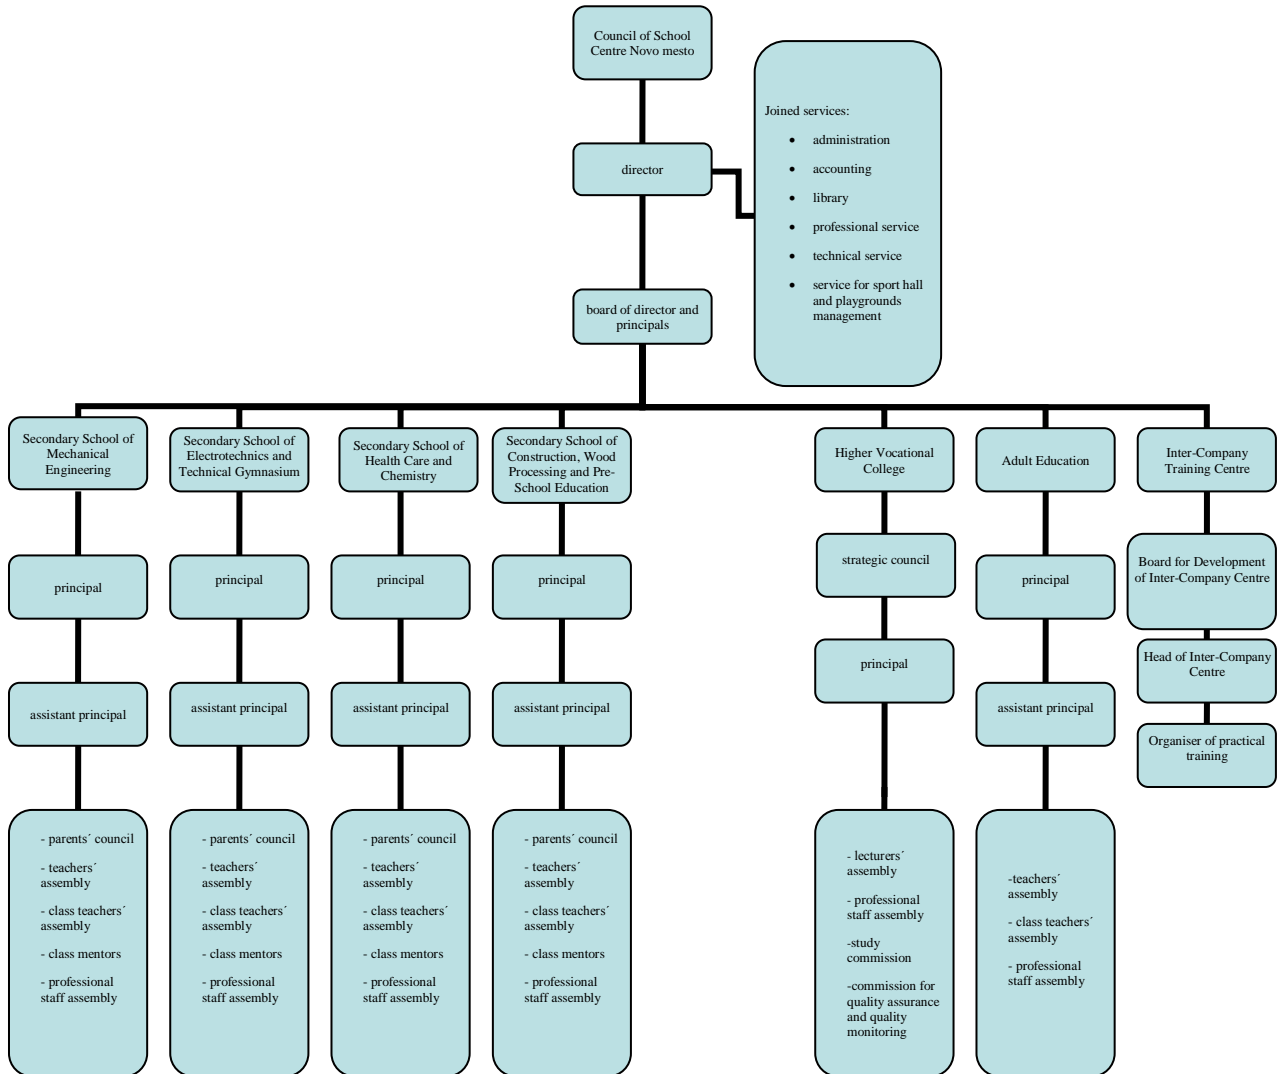 Council of School
Centre Novo mesto
Joined services:
• administration
• accounting
• library
• professional service
• technical service
• service for sport hall
and playgrounds
management
director
board of director and
principals
Secondary School of
Mechanical
Engineering
principal
assistant principal
- parents´ council
- teachers´
assembly
- class teachers´
assembly
- class mentors
- professional
staff assembly
Secondary School of
Electrotechnics and
Technical Gymnasium
principal
assistant principal
- parents´ council
- teachers´
assembly
- class teachers´
assembly
- class mentors
- professional
staff assembly
Secondary School of
Health Care and
Chemistry
principal
assistant principal
- parents´ council
- teachers´
assembly
- class teachers´
assembly
- class mentors
- professional
staff assembly
Secondary School of
Construction, Wood
Processing and Pre-
School Education
principal
assistant principal
- parents´ council
- teachers´
assembly
- class teachers´
assembly
- class mentors
- professional
staff assembly
Higher Vocational
College
strategic council
principal
- lecturers´
assembly
- professional
staff assembly
-study
commission
-commission for
quality assurance
and quality
monitoring
Adult Education
principal
assistant principal
-teachers´
assembly
- class teachers´
assembly
- professional
staff assembly
Inter-Company
Training Centre
Board for Development
of Inter-Company Centre
Head of Inter-Company
Centre
Organiser of practical
training